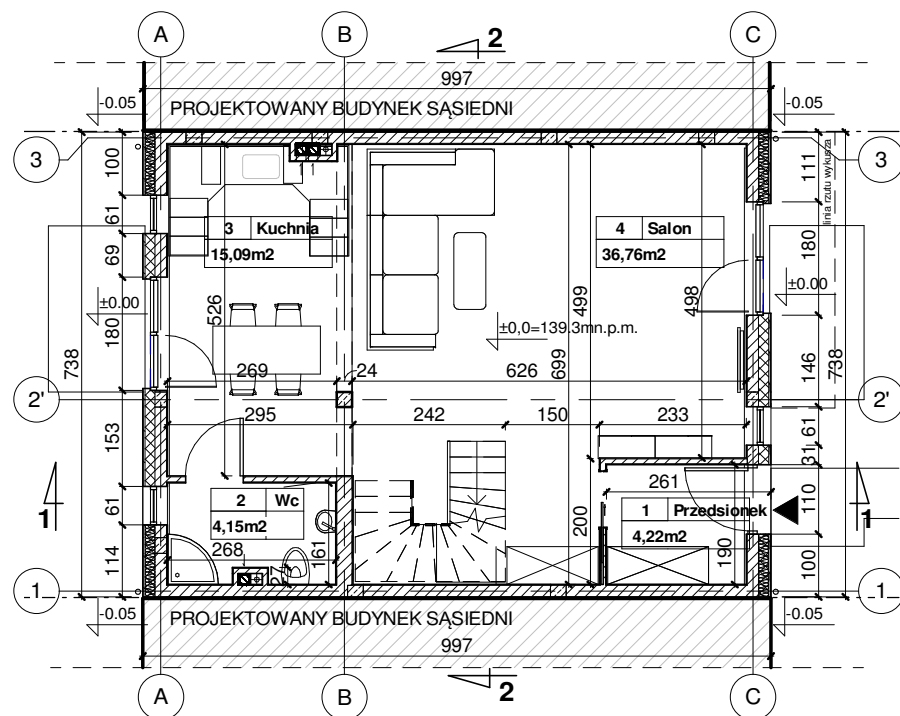 A
B
C
2
997
-0.05
PROJEKTOWANY BUDYNEK SĄSIEDNI
-0.05
3
3
100
111
linia rzutu wykusza
61
3 Kuchnia
15,09m2
4 Salon
36,76m2
69
180
±0.00
±0.00
526
499
498
±0,0=139.3mn.p.m.
180
738
699
146
738
269
24
626
2'
2'
295
242
150
233
153
61
31
261
1
61
2 Wc
4,15m2
1 Przedsionek
4,22m2
110
1
200
190
268
161
27
114
100
1
1
-0.05
PROJEKTOWANY BUDYNEK SĄSIEDNI
-0.05
997
2
A
B
C